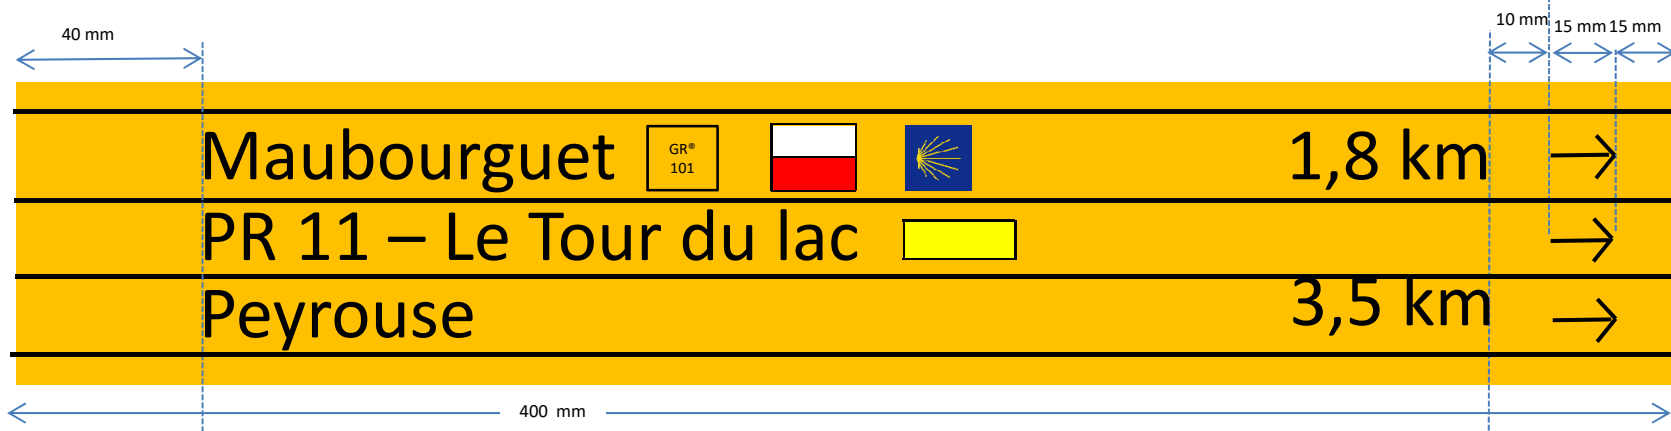 40 mm
10 mm 15 mm 15 mm
Maubourguet GR® 101 1,8 km
PR 11 – Le Tour du lac
Peyrouse 3,5 km
400 mm